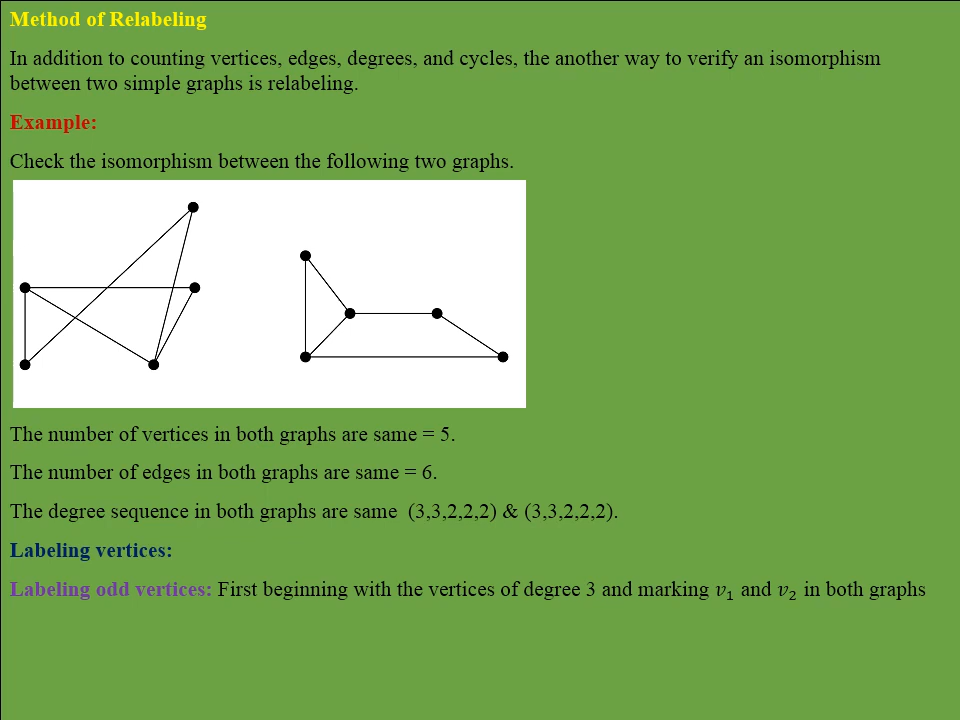 Method of Relabeling
In addition to counting vertices, edges, degrees, and cycles, the another way to verify an isomorphism
between two simple graphs is relabeling.
Example:
Check the isomorphism between the following two graphs.
The number of vertices in both graphs are same = 5.
The number of edges in both graphs are same = 6.
The degree sequence in both graphs are same (3,3,2,2,2) & (3,3,2,2,2).
Labeling vertices:
Labeling odd vertices: First beginning with the vertices of degree 3 and marking 𝑣₁ and 𝑣₂ in both graphs